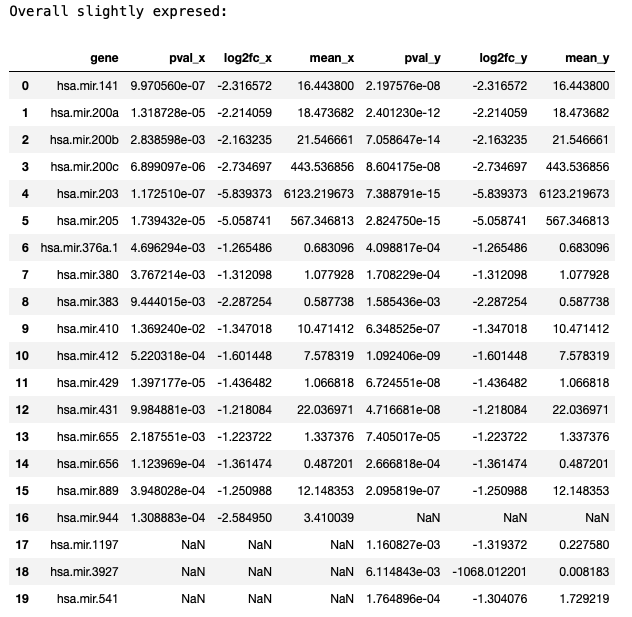 Overall slightly expresed:
gene pval_x log2fc_x mean_x pval_y log2fc_y mean_y
0 hsa.mir.141 9.970560e-07 -2.316572 16.443800 2.197576e-08 -2.316572 16.443800
1 hsa.mir.200a 1.318728e-05 -2.214059 18.473682 2.401230e-12 -2.214059 18.473682
2 hsa.mir.200b 2.838598e-03 -2.163235 21.546661 7.058647e-14 -2.163235 21.546661
3 hsa.mir.200c 6.899097e-06 -2.734697 443.536856 8.604175e-08 -2.734697 443.536856
4 hsa.mir.203 1.172510e-07 -5.839373 6123.219673 7.388791e-15 -5.839373 6123.219673
5 hsa.mir.205 1.739432e-05 -5.058741 567.346813 2.824750e-15 -5.058741 567.346813
6 hsa.mir.376a.1 4.696294e-03 -1.265486 0.683096 4.098817e-04 -1.265486 0.683096
7 hsa.mir.380 3.767214e-03 -1.312098 1.077928 1.708229e-04 -1.312098 1.077928
8 hsa.mir.383 9.444015e-03 -2.287254 0.587738 1.585436e-03 -2.287254 0.587738
9 hsa.mir.410 1.369240e-02 -1.347018 10.471412 6.348525e-07 -1.347018 10.471412
10 hsa.mir.412 5.220318e-04 -1.601448 7.578319 1.092406e-09 -1.601448 7.578319
11 hsa.mir.429 1.397177e-05 -1.436482 1.066818 6.724551e-08 -1.436482 1.066818
12 hsa.mir.431 9.984881e-03 -1.218084 22.036971 4.716681e-08 -1.218084 22.036971
13 hsa.mir.655 2.187551e-03 -1.223722 1.337376 7.405017e-05 -1.223722 1.337376
14 hsa.mir.656 1.123969e-04 -1.361474 0.487201 2.666818e-04 -1.361474 0.487201
15 hsa.mir.889 3.948028e-04 -1.250988 12.148353 2.095819e-07 -1.250988 12.148353
16 hsa.mir.944 1.308883e-04 -2.584950 3.410039 NaN NaN NaN
17 hsa.mir.1197 NaN NaN NaN 1.160827e-03 -1.319372 0.227580
18 hsa.mir.3927 NaN NaN NaN 6.114843e-03 -1068.012201 0.008183
19 hsa.mir.541 NaN NaN NaN 1.764896e-04 -1.304076 1.729219